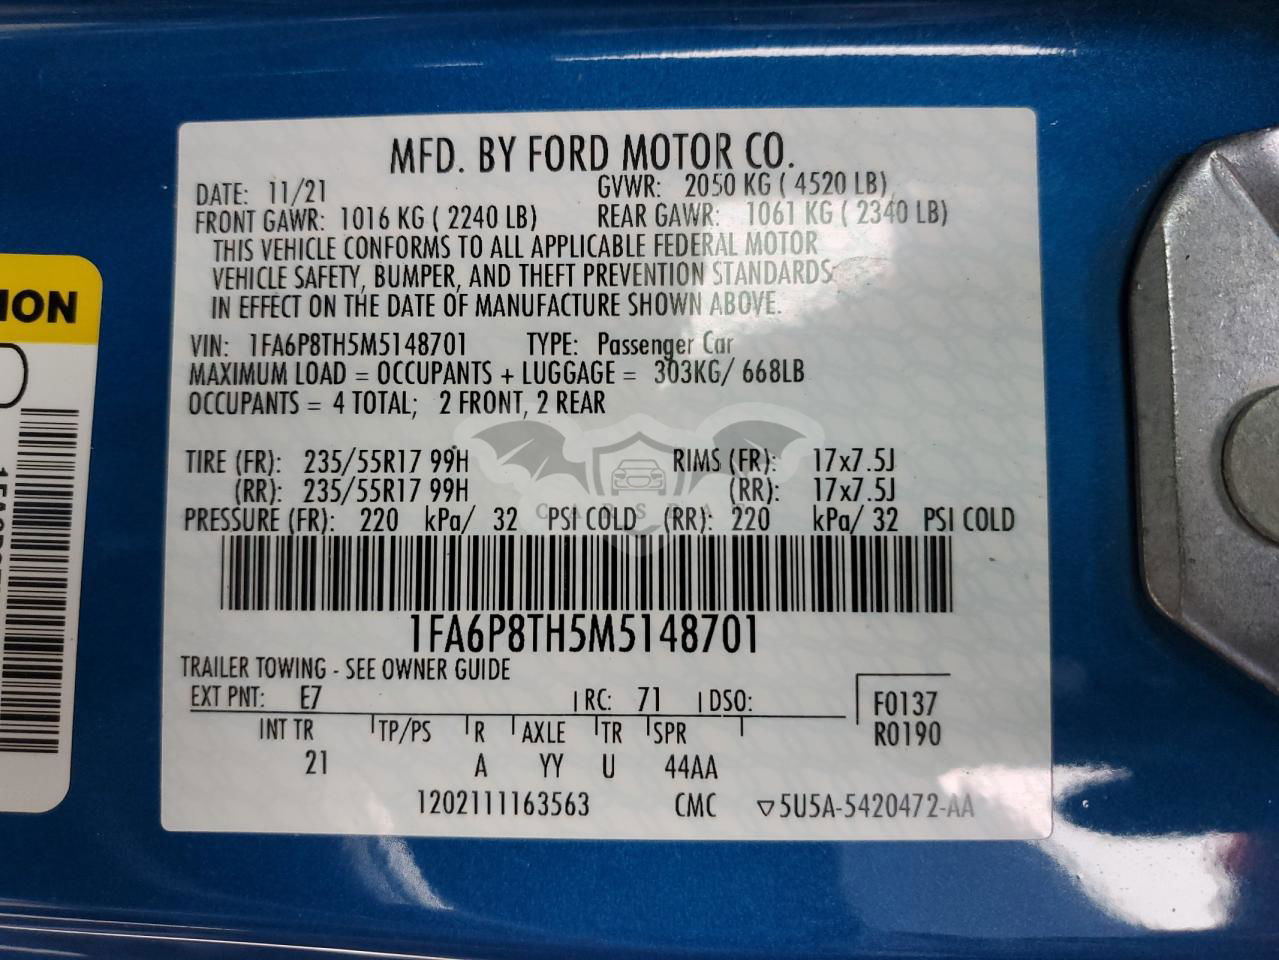 MFD. BY FORD MOTOR CO.
DATE: 11/21 GVWR: 2050 KG ( 4520 LB)
FRONT GAWR: 1016 KG ( 2240 LB) REAR GAWR: 1061 KG ( 2340 LB)
THIS VEHICLE CONFORMS TO ALL APPLICABLE FEDERAL MOTOR
VEHICLE SAFETY, BUMPER, AND THEFT PREVENTION STANDARDS
IN EFFECT ON THE DATE OF MANUFACTURE SHOWN ABOVE.
VIN: 1FA6P8TH5M5148701 TYPE: Passenger Car
MAXIMUM LOAD = OCCUPANTS + LUGGAGE = 303KG/ 668LB
OCCUPANTS = 4 TOTAL; 2 FRONT, 2 REAR
TIRE (FR): 235/55R17 99H RIMS (FR): 17x7.5J
(RR): 235/55R17 99H (RR): 17x7.5J
PRESSURE (FR): 220 kPa/ 32 PSI COLD (RR): 220 kPa/ 32 PSI COLD
1FA6P8TH5M5148701
TRAILER TOWING - SEE OWNER GUIDE
EXT PNT: E7 RC: 71 DSO: F0137
INT TR TP/PS R AXLE TR SPR R0190
21 A YY U 44AA
1202111163563 CMC ▽5U5A-5420472-AA
ION